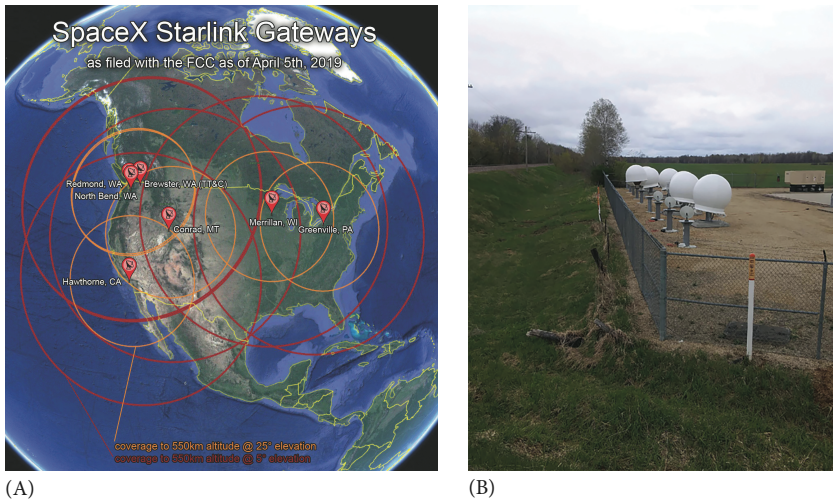 SpaceX Starlink Gateways
as filed with the FCC as of April 5th, 2019
Redmond, WA
Brewster, WA (TT&C)
North Bend, WA
Conrad, MT
Merrillan, WI
Greenville, PA
Hawthorne, CA
coverage to 550km altitude @ 25° elevation
coverage to 550km altitude @ 5° elevation
(A)
(B)